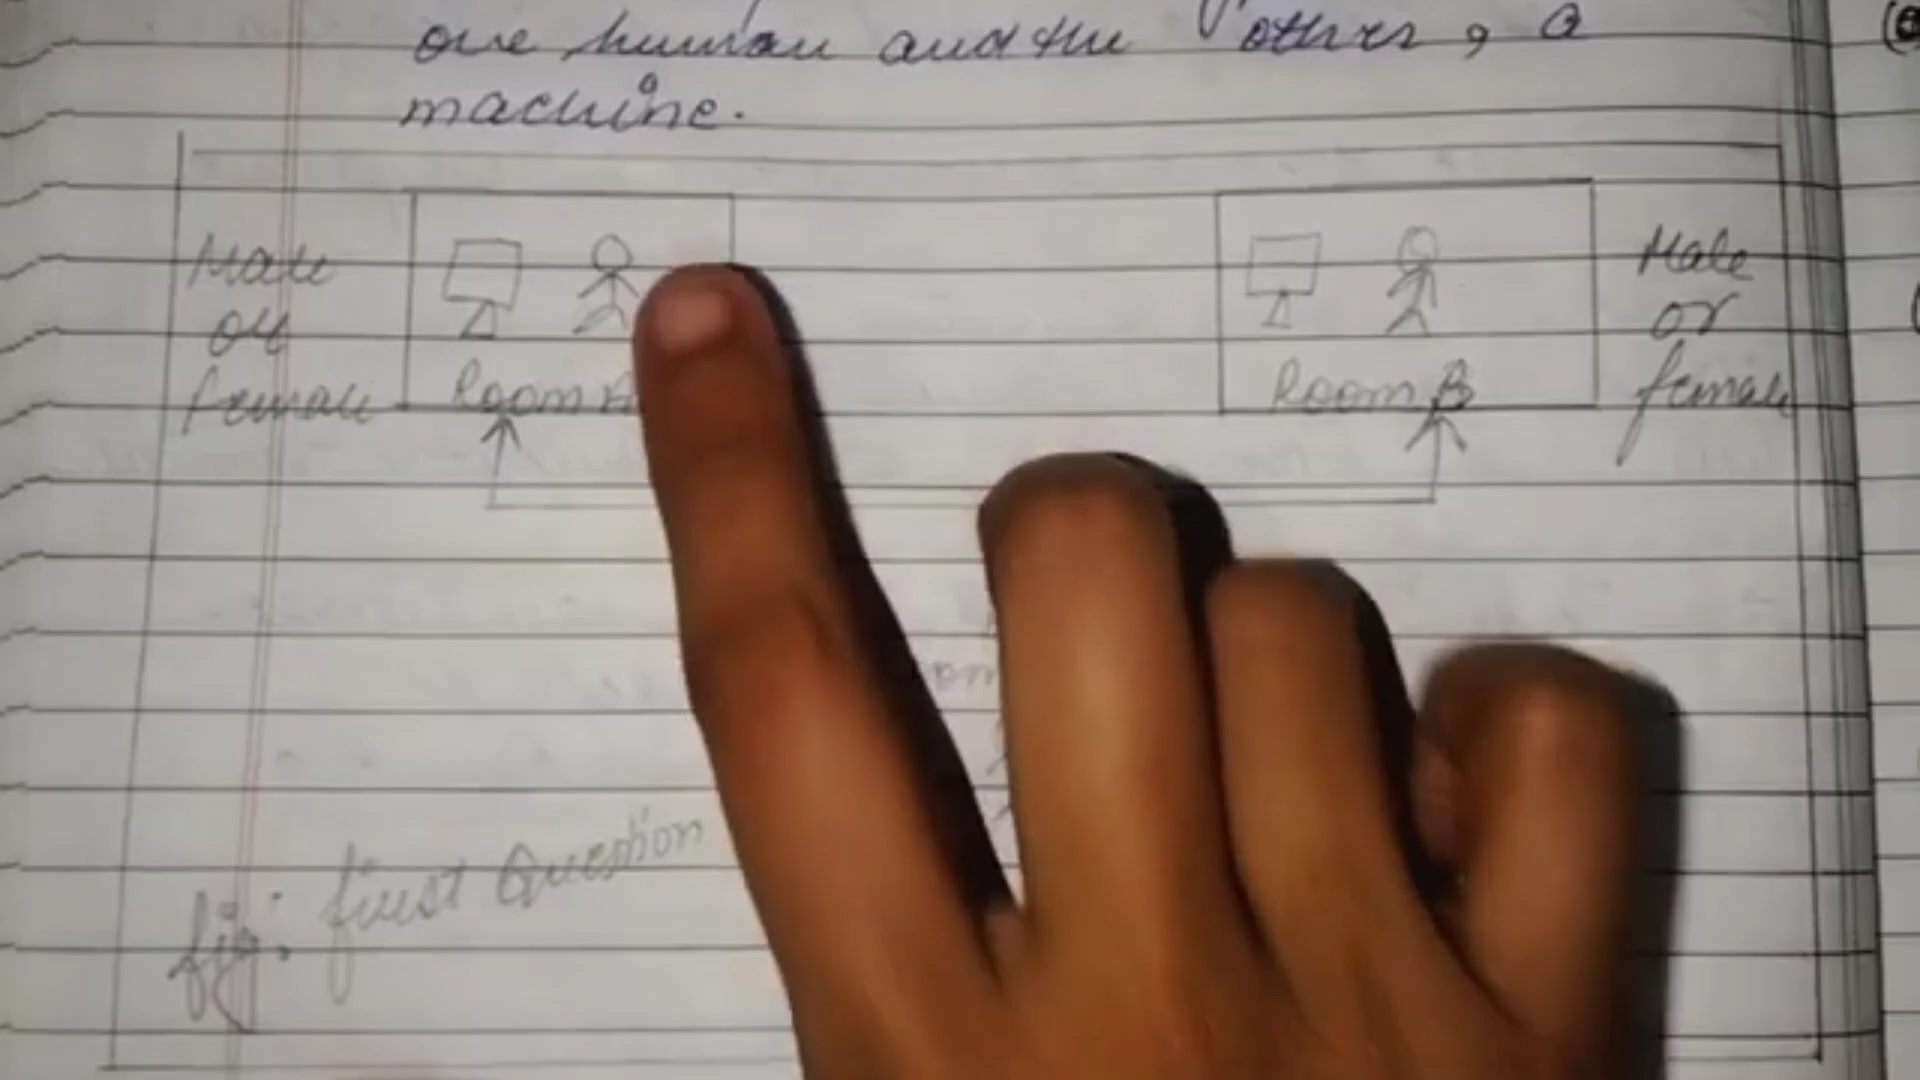 one human and the others, a
machine.
Male
or
female
Room A
Room B
Male
or
female
fig: first Question